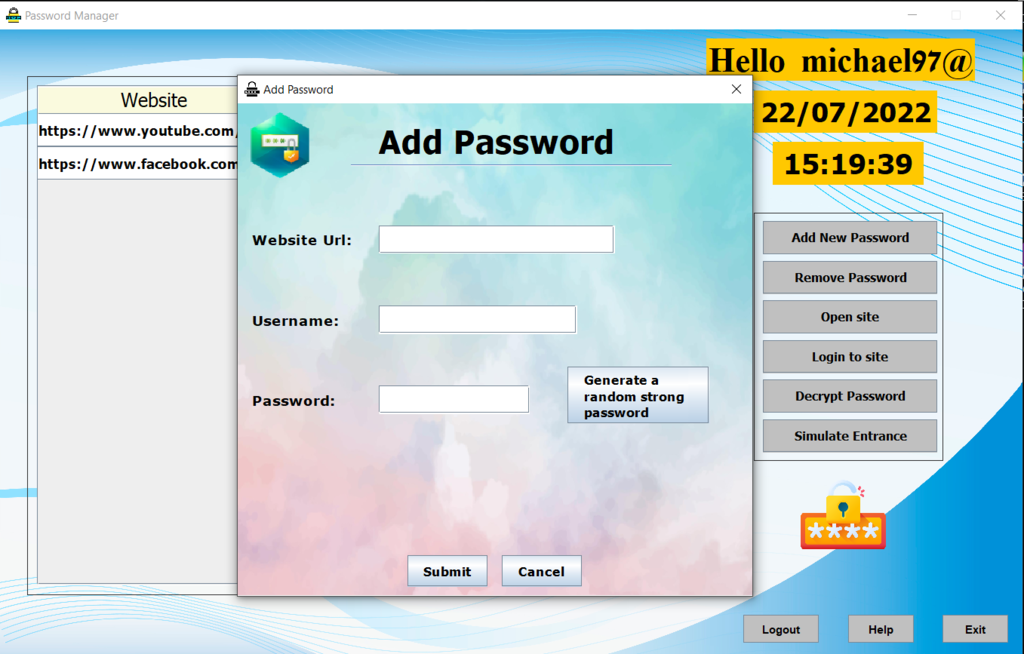 Password Manager
Hello michael97@
22/07/2022
15:19:39
Website
https://www.youtube.com/
https://www.facebook.com
Add Password
Add Password
Website Url:
Username:
Password:
Generate a
random strong
password
Submit
Cancel
Add New Password
Remove Password
Open site
Login to site
Decrypt Password
Simulate Entrance
****
Logout
Help
Exit